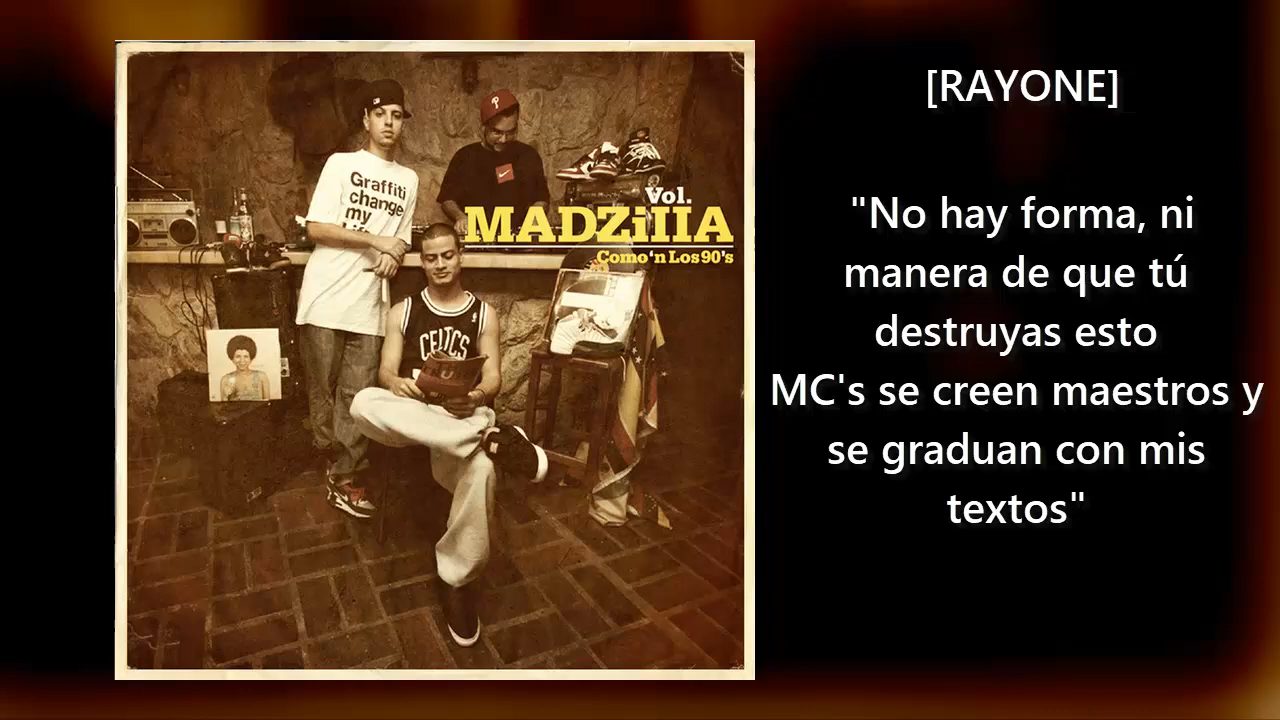 Graffiti
change
my
Vol.
MADZiIIA
Como'n Los 90's
CELTCS
[RAYONE]
"No hay forma, ni
manera de que tú
destruyas esto
MC's se creen maestros y
se graduan con mis
textos"